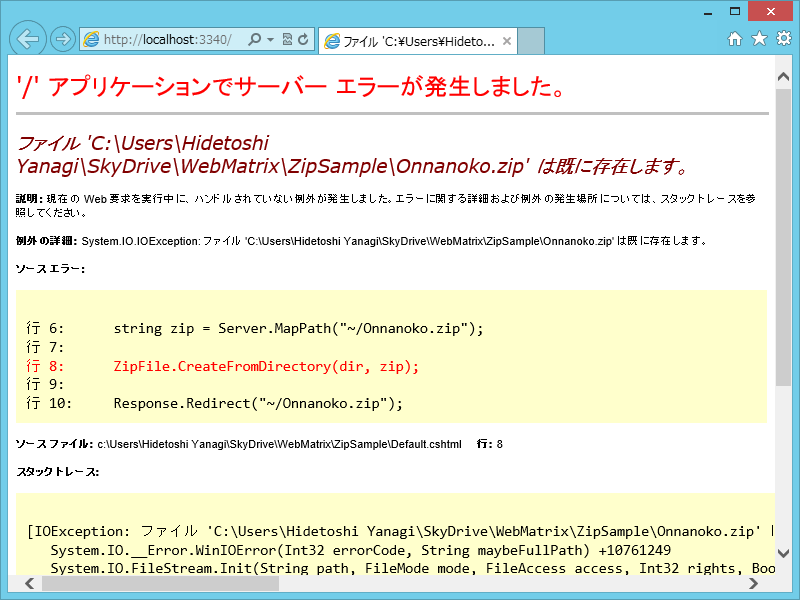 http://localhost:3340/
ファイル 'C:¥Users¥Hideto...
'/' アプリケーションでサーバー エラーが発生しました。
ファイル 'C:\Users\Hidetoshi
Yanagi\SkyDrive\WebMatrix\ZipSample\Onnanoko.zip' は既に存在します。
説明: 現在の Web 要求を実行中に、ハンドルされていない例外が発生しました。エラーに関する詳細および例外の発生場所については、スタック トレースを参
照してください。
例外の詳細: System.IO.IOException: ファイル 'C:\Users\Hidetoshi Yanagi\SkyDrive\WebMatrix\ZipSample\Onnanoko.zip' は既に存在します。
ソース エラー:
行 6:      string zip = Server.MapPath("~/Onnanoko.zip");
行 7:
行 8:      ZipFile.CreateFromDirectory(dir, zip);
行 9:
行 10:     Response.Redirect("~/Onnanoko.zip");
ソース ファイル: c:\Users\Hidetoshi Yanagi\SkyDrive\WebMatrix\ZipSample\Default.cshtml    行: 8
スタック トレース:
[IOException: ファイル 'C:\Users\Hidetoshi Yanagi\SkyDrive\WebMatrix\ZipSample\Onnanoko.zip'
System.IO.__Error.WinIOError(Int32 errorCode, String maybeFullPath) +10761249
System.IO.FileStream.Init(String path, FileMode mode, FileAccess access, Int32 rights, Boo